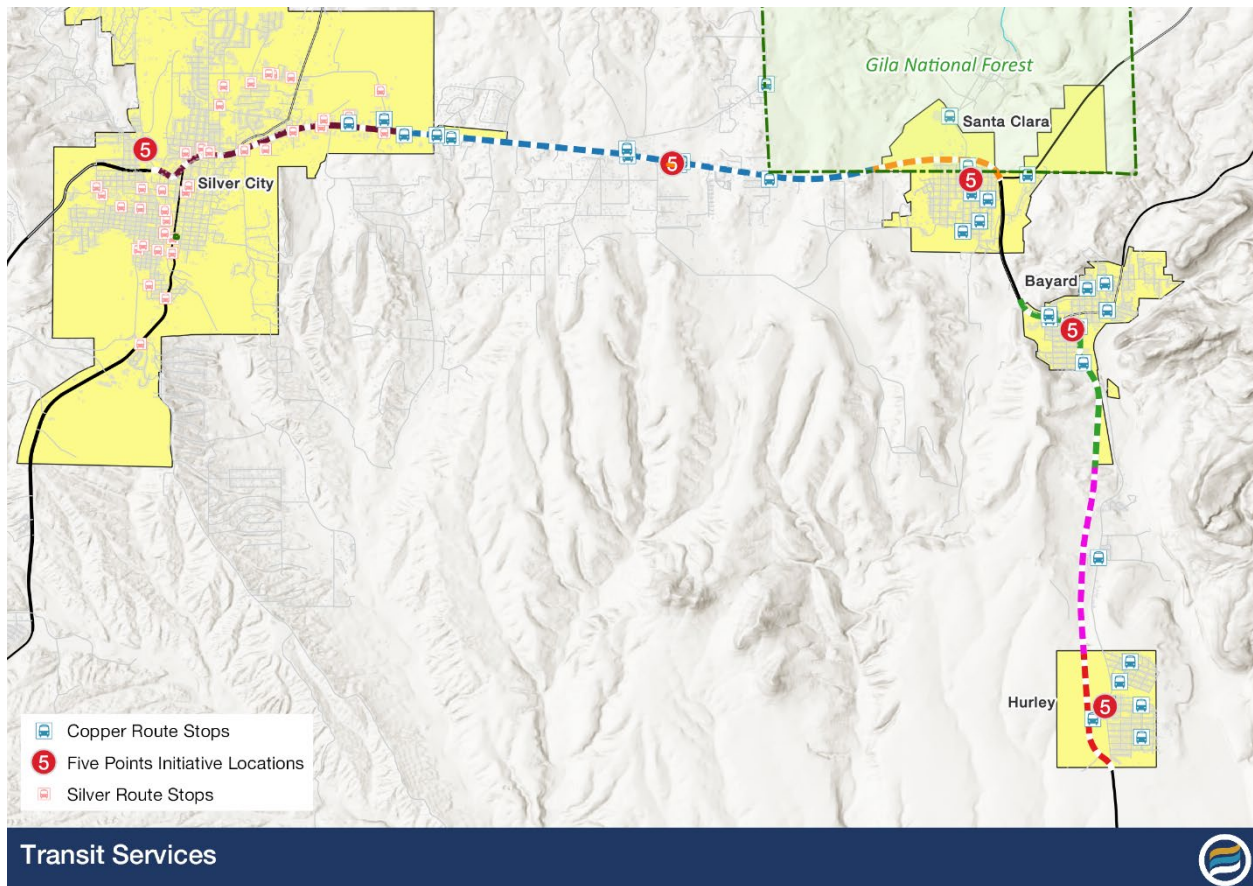 Gila National Forest
Santa Clara
5
5
5
Silver City
Bayard
5
Hurley
5
Copper Route Stops
5 Five Points Initiative Locations
Silver Route Stops
Transit Services